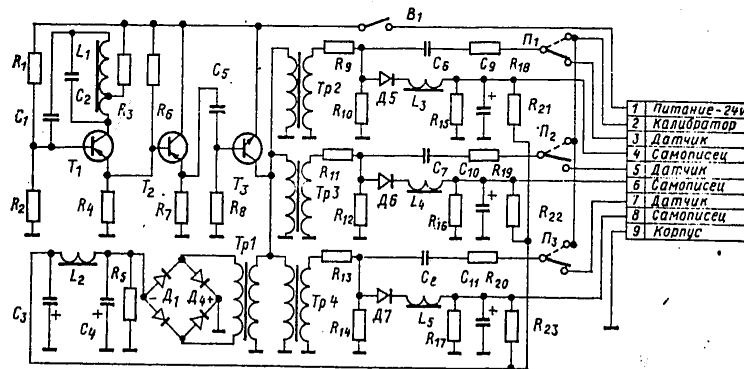 B1
П1
R1
L1
C2
R3
R6
C5
Тр2
R9
C6
C9
R18
Д5
L3
R10
R15
R21
C1
T1
T2
T3
П2
R2
R4
R7
R8
R11
Тр3
C7
C10
R19
Д6
L4
R12
R16
R22
1 Питание-24V
2 Калибратор
3 Датчик
4 Самописец
5 Датчик
6 Самописец
7 Датчик
8 Самописец
9 Корпус
Тр1
П3
L2
R5
R13
Тр4
C11
R20
C3
C4
+
+
- Д1 Д4+
Д7
L5
R14
R17
R23
+
+
+